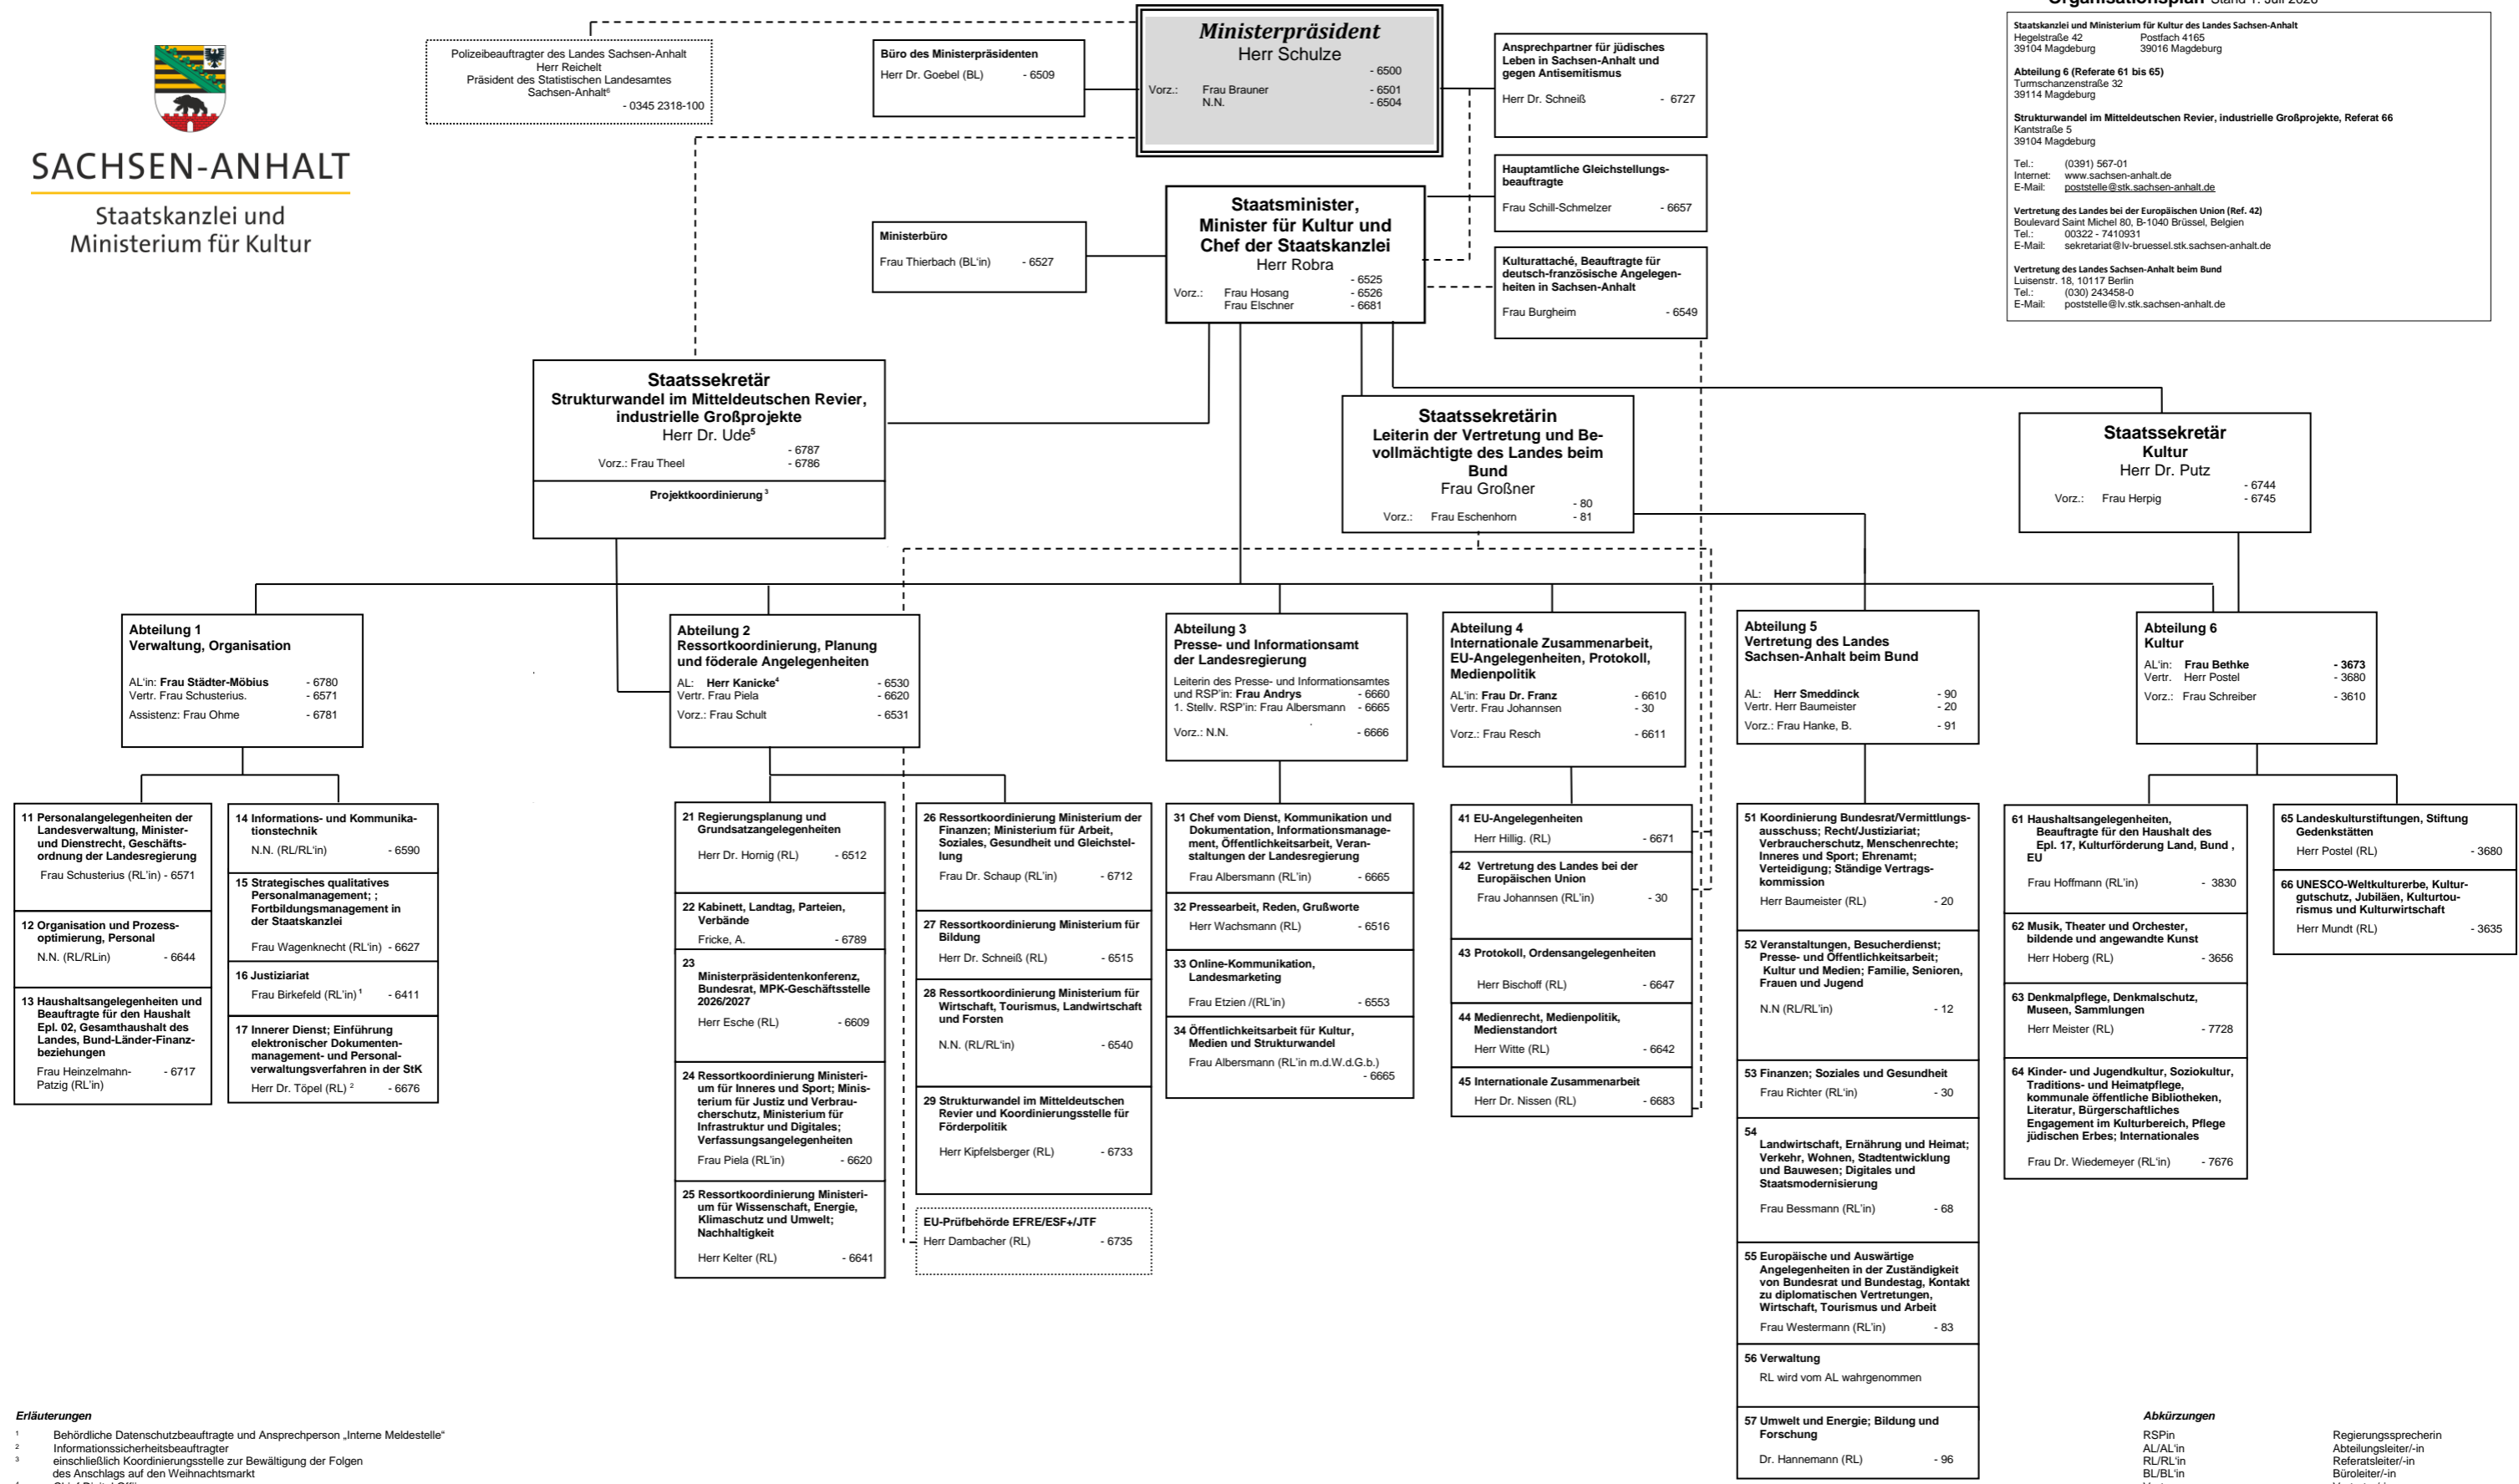 Organisationsplan Stand 1. Juli 2026
SACHSEN-ANHALT
Staatskanzlei und
Ministerium für Kultur
Polizeibeauftragter des Landes Sachsen-Anhalt
Herr Reichelt
Präsident des Statistischen Landesamtes
Sachsen-Anhalt⁶
- 0345 2318-100
Büro des Ministerpräsidenten
Herr Dr. Goebel (BL) - 6509
Ministerpräsident
Herr Schulze
- 6500
Vorz.: Frau Brauner - 6501
N.N. - 6504
Ansprechpartner für jüdisches
Leben in Sachsen-Anhalt und
gegen Antisemitismus
Herr Dr. Schneiß - 6727
Hauptamtliche Gleichstellungs-
beauftragte
Frau Schill-Schmelzer - 6657
Kulturattaché, Beauftragte für
deutsch-französische Angelegen-
heiten in Sachsen-Anhalt
Frau Burgheim - 6549
Staatskanzlei und Ministerium für Kultur des Landes Sachsen-Anhalt
Hegelstraße 42 Postfach 4165
39104 Magdeburg 39016 Magdeburg
Abteilung 6 (Referate 61 bis 65)
Turmschanzenstraße 32
39114 Magdeburg
Strukturwandel im Mitteldeutschen Revier, industrielle Großprojekte, Referat 66
Kantstraße 5
39104 Magdeburg
Tel.: (0391) 567-01
Internet: www.sachsen-anhalt.de
E-Mail: poststelle@stk.sachsen-anhalt.de
Vertretung des Landes bei der Europäischen Union (Ref. 42)
Boulevard Saint Michel 80, B-1040 Brüssel, Belgien
Tel.: 00322 - 7410931
E-Mail: sekretariat@lv-bruessel.stk.sachsen-anhalt.de
Vertretung des Landes Sachsen-Anhalt beim Bund
Luisenstr. 18, 10117 Berlin
Tel.: (030) 243458-0
E-Mail: poststelle@lv.stk.sachsen-anhalt.de
Ministerbüro
Frau Thierbach (BL'in) - 6527
Staatsminister,
Minister für Kultur und
Chef der Staatskanzlei
Herr Robra
- 6525
Vorz.: Frau Hosang - 6526
Frau Elschner - 6681
Staatssekretär
Strukturwandel im Mitteldeutschen Revier,
industrielle Großprojekte
Herr Dr. Ude⁵
- 6787
Vorz.: Frau Theel - 6786
Projektkoordinierung ³
Staatssekretärin
Leiterin der Vertretung und Be-
vollmächtigte des Landes beim
Bund
Frau Großner
- 80
Vorz.: Frau Eschenhorn - 81
Staatssekretär
Kultur
Herr Dr. Putz
- 6744
Vorz.: Frau Herpig - 6745
Abteilung 1
Verwaltung, Organisation
AL'in: Frau Städter-Möbius - 6780
Vertr. Frau Schusterius. - 6571
Assistenz: Frau Ohme - 6781
Abteilung 2
Ressortkoordinierung, Planung
und föderale Angelegenheiten
AL: Herr Kanicke⁴ - 6530
Vertr. Frau Piela - 6620
Vorz.: Frau Schult - 6531
Abteilung 3
Presse- und Informationsamt
der Landesregierung
Leiterin des Presse- und Informationsamtes
und RSP'in: Frau Andrys - 6660
1. Stellv. RSP'in: Frau Albersmann - 6665
Vorz.: N.N. - 6666
Abteilung 4
Internationale Zusammenarbeit,
EU-Angelegenheiten, Protokoll,
Medienpolitik
AL'in: Frau Dr. Franz - 6610
Vertr. Frau Johannsen - 30
Vorz.: Frau Resch - 6611
Abteilung 5
Vertretung des Landes
Sachsen-Anhalt beim Bund
AL: Herr Smeddinck - 90
Vertr. Herr Baumeister - 20
Vorz.: Frau Hanke, B. - 91
Abteilung 6
Kultur
AL'in: Frau Bethke - 3673
Vertr. Herr Postel - 3680
Vorz.: Frau Schreiber - 3610
11 Personalangelegenheiten der
Landesverwaltung, Minister-
und Dienstrecht, Geschäfts-
ordnung der Landesregierung
Frau Schusterius (RL'in) - 6571
12 Organisation und Prozess-
optimierung, Personal
N.N. (RL/RLin) - 6644
13 Haushaltsangelegenheiten und
Beauftragte für den Haushalt
Epl. 02, Gesamthaushalt des
Landes, Bund-Länder-Finanz-
beziehungen
Frau Heinzelmann- - 6717
Patzig (RL'in)
14 Informations- und Kommunika-
tionstechnik
N.N. (RL/RL'in) - 6590
15 Strategisches qualitatives
Personalmanagement; ;
Fortbildungsmanagement in
der Staatskanzlei
Frau Wagenknecht (RL'in) - 6627
16 Justiziariat
Frau Birkefeld (RL'in) ¹ - 6411
17 Innerer Dienst; Einführung
elektronischer Dokumenten-
management- und Personal-
verwaltungsverfahren in der StK
Herr Dr. Töpel (RL) ² - 6676
21 Regierungsplanung und
Grundsatzangelegenheiten
Herr Dr. Hornig (RL) - 6512
22 Kabinett, Landtag, Parteien,
Verbände
Fricke, A. - 6789
23
Ministerpräsidentenkonferenz,
Bundesrat, MPK-Geschäftsstelle
2026/2027
Herr Esche (RL) - 6609
24 Ressortkoordinierung Ministeri-
um für Inneres und Sport; Minis-
terium für Justiz und Verbrau-
cherschutz, Ministerium für
Infrastruktur und Digitales;
Verfassungsangelegenheiten
Frau Piela (RL'in) - 6620
25 Ressortkoordinierung Ministeri-
um für Wissenschaft, Energie,
Klimaschutz und Umwelt;
Nachhaltigkeit
Herr Kelter (RL) - 6641
26 Ressortkoordinierung Ministerium der
Finanzen; Ministerium für Arbeit,
Soziales, Gesundheit und Gleichstel-
lung
Frau Dr. Schaup (RL'in) - 6712
27 Ressortkoordinierung Ministerium für
Bildung
Herr Dr. Schneiß (RL) - 6515
28 Ressortkoordinierung Ministerium für
Wirtschaft, Tourismus, Landwirtschaft
und Forsten
N.N. (RL/RL'in) - 6540
29 Strukturwandel im Mitteldeutschen
Revier und Koordinierungsstelle für
Förderpolitik
Herr Kipfelsberger (RL) - 6733
EU-Prüfbehörde EFRE/ESF+/JTF
Herr Dambacher (RL) - 6735
31 Chef vom Dienst, Kommunikation und
Dokumentation, Informationsmanage-
ment, Öffentlichkeitsarbeit, Veran-
staltungen der Landesregierung
Frau Albersmann (RL'in) - 6665
32 Pressearbeit, Reden, Grußworte
Herr Wachsmann (RL) - 6516
33 Online-Kommunikation,
Landesmarketing
Frau Etzien /(RL'in) - 6553
34 Öffentlichkeitsarbeit für Kultur,
Medien und Strukturwandel
Frau Albersmann (RL'in m.d.W.d.G.b.)
- 6665
41 EU-Angelegenheiten
Herr Hillig. (RL) - 6671
42 Vertretung des Landes bei der
Europäischen Union
Frau Johannsen (RL'in) - 30
43 Protokoll, Ordensangelegenheiten
Herr Bischoff (RL) - 6647
44 Medienrecht, Medienpolitik,
Medienstandort
Herr Witte (RL) - 6642
45 Internationale Zusammenarbeit
Herr Dr. Nissen (RL) - 6683
51 Koordinierung Bundesrat/Vermittlungs-
ausschuss; Recht/Justiziariat;
Verbraucherschutz, Menschenrechte;
Inneres und Sport; Ehrenamt;
Verteidigung; Ständige Vertrags-
kommission
Herr Baumeister (RL) - 20
52 Veranstaltungen, Besucherdienst;
Presse- und Öffentlichkeitsarbeit;
Kultur und Medien; Familie, Senioren,
Frauen und Jugend
N.N (RL/RL'in) - 12
53 Finanzen; Soziales und Gesundheit
Frau Richter (RL'in) - 30
54
Landwirtschaft, Ernährung und Heimat;
Verkehr, Wohnen, Stadtentwicklung
und Bauwesen; Digitales und
Staatsmodernisierung
Frau Bessmann (RL'in) - 68
55 Europäische und Auswärtige
Angelegenheiten in der Zuständigkeit
von Bundesrat und Bundestag, Kontakt
zu diplomatischen Vertretungen,
Wirtschaft, Tourismus und Arbeit
Frau Westermann (RL'in) - 83
56 Verwaltung
RL wird vom AL wahrgenommen
57 Umwelt und Energie; Bildung und
Forschung
Dr. Hannemann (RL) - 96
61 Haushaltsangelegenheiten,
Beauftragte für den Haushalt des
Epl. 17, Kulturförderung Land, Bund ,
EU
Frau Hoffmann (RL'in) - 3830
62 Musik, Theater und Orchester,
bildende und angewandte Kunst
Herr Hoberg (RL) - 3656
63 Denkmalpflege, Denkmalschutz,
Museen, Sammlungen
Herr Meister (RL) - 7728
64 Kinder- und Jugendkultur, Soziokultur,
Traditions- und Heimatpflege,
kommunale öffentliche Bibliotheken,
Literatur, Bürgerschaftliches
Engagement im Kulturbereich, Pflege
jüdischen Erbes; Internationales
Frau Dr. Wiedemeyer (RL'in) - 7676
65 Landeskulturstiftungen, Stiftung
Gedenkstätten
Herr Postel (RL) - 3680
66 UNESCO-Weltkulturerbe, Kultur-
gutschutz, Jubiläen, Kulturtou-
rismus und Kulturwirtschaft
Herr Mundt (RL) - 3635
Erläuterungen
¹ Behördliche Datenschutzbeauftragte und Ansprechperson „Interne Meldestelle“
² Informationssicherheitsbeauftragter
³ einschließlich Koordinierungsstelle zur Bewältigung der Folgen
des Anschlags auf den Weihnachtsmarkt
Abkürzungen
RSPin Regierungssprecherin
AL/AL'in Abteilungsleiter/-in
RL/RL'in Referatsleiter/-in
BL/BL'in Büroleiter/-in